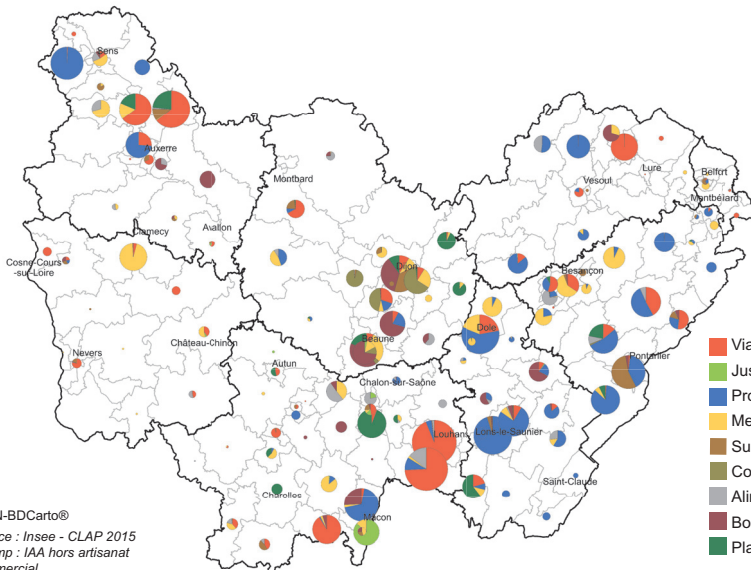 Sens
Auxerre
Montbard
Vesoul
Lure
Belfort
Montbéliard
Clamecy
Avallon
Dijon
Besançon
Cosne-Cours
-sur-Loire
Château-Chinon
Beaune
Dole
Nevers
Autun
Pontarlier
Chalon-sur-Saône
Louhans
Lons-le-Saunier
Saint-Claude
Charolles
Mâcon
Via
Jus
Pro
Me
Su
Co
Alin
Bo
Pla
N-BDCarto®
ce : Insee - CLAP 2015
mp : IAA hors artisanat
mercial